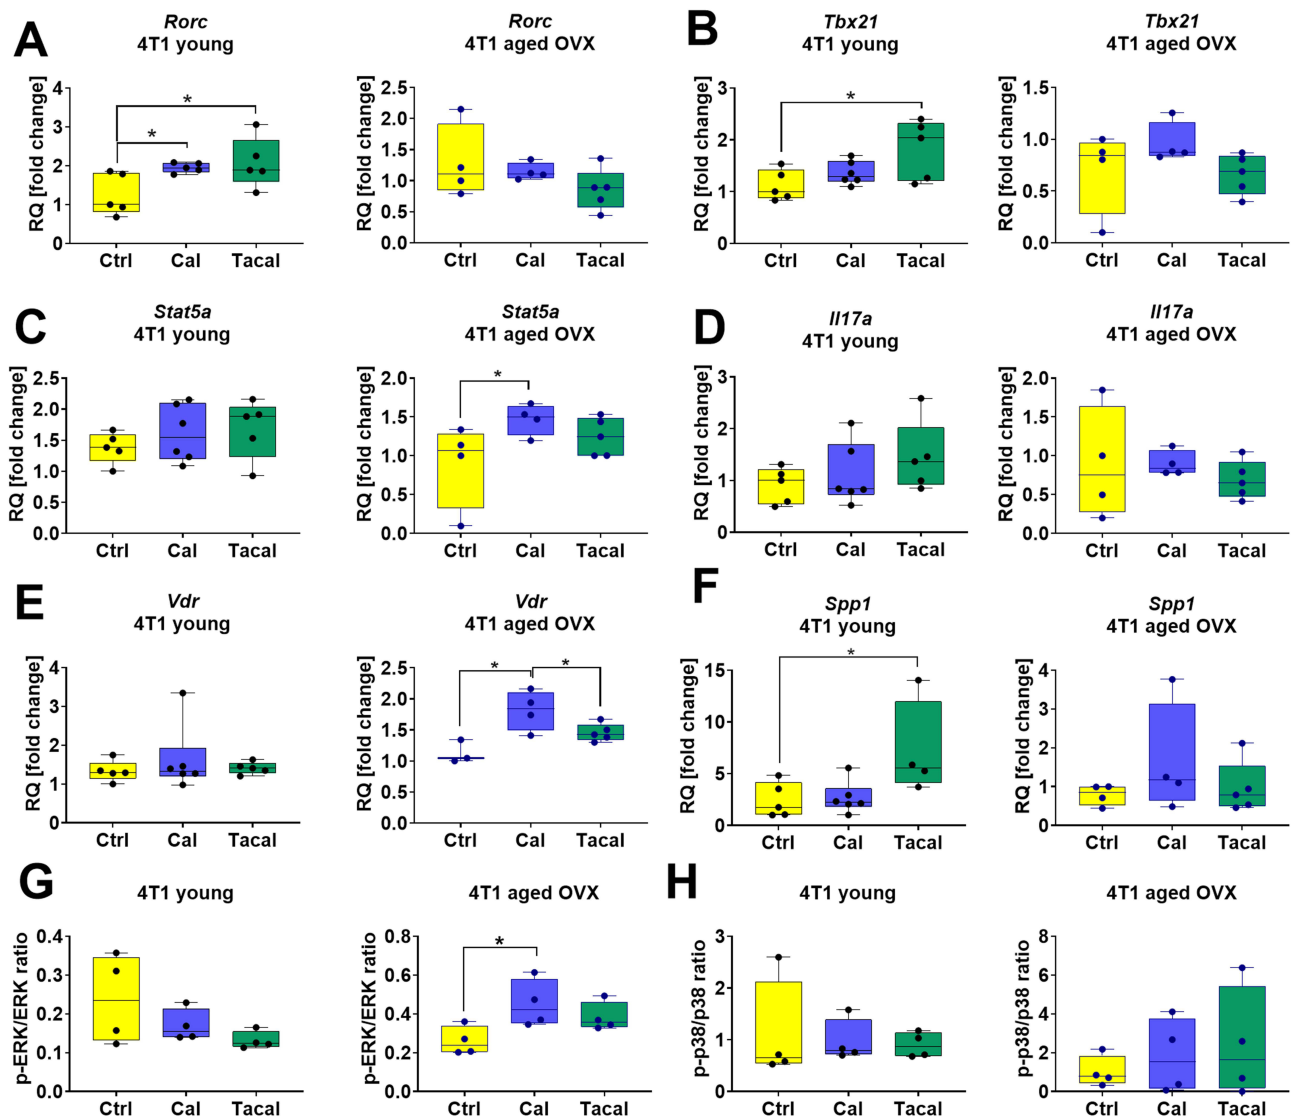 A
Rorc
4T1 young
RQ [fold change]
4
3
2
1
0
*
*
Ctrl Cal Tacal
Rorc
4T1 aged OVX
RQ [fold change]
2.5
2.0
1.5
1.0
0.5
0.0
Ctrl Cal Tacal
B
Tbx21
4T1 young
RQ [fold change]
3
2
1
0
*
Ctrl Cal Tacal
Tbx21
4T1 aged OVX
RQ [fold change]
1.5
1.0
0.5
0.0
Ctrl Cal Tacal
C
Stat5a
4T1 young
RQ [fold change]
2.5
2.0
1.5
1.0
0.5
0.0
Ctrl Cal Tacal
Stat5a
4T1 aged OVX
RQ [fold change]
2.0
1.5
1.0
0.5
0.0
*
Ctrl Cal Tacal
D
Il17a
4T1 young
RQ [fold change]
3
2
1
0
Ctrl Cal Tacal
Il17a
4T1 aged OVX
RQ [fold change]
2.0
1.5
1.0
0.5
0.0
Ctrl Cal Tacal
E
Vdr
4T1 young
RQ [fold change]
4
3
2
1
0
Ctrl Cal Tacal
Vdr
4T1 aged OVX
RQ [fold change]
2.5
2.0
1.5
1.0
0.5
0.0
*
*
Ctrl Cal Tacal
F
Spp1
4T1 young
RQ [fold change]
15
10
5
0
*
Ctrl Cal Tacal
Spp1
4T1 aged OVX
RQ [fold change]
4
3
2
1
0
Ctrl Cal Tacal
G
4T1 young
p-ERK/ERK ratio
0.4
0.3
0.2
0.1
0.0
Ctrl Cal Tacal
4T1 aged OVX
p-ERK/ERK ratio
0.8
0.6
0.4
0.2
0.0
*
Ctrl Cal Tacal
H
4T1 young
p-p38/p38 ratio
3
2
1
0
Ctrl Cal Tacal
4T1 aged OVX
p-p38/p38 ratio
8
6
4
2
0
Ctrl Cal Tacal